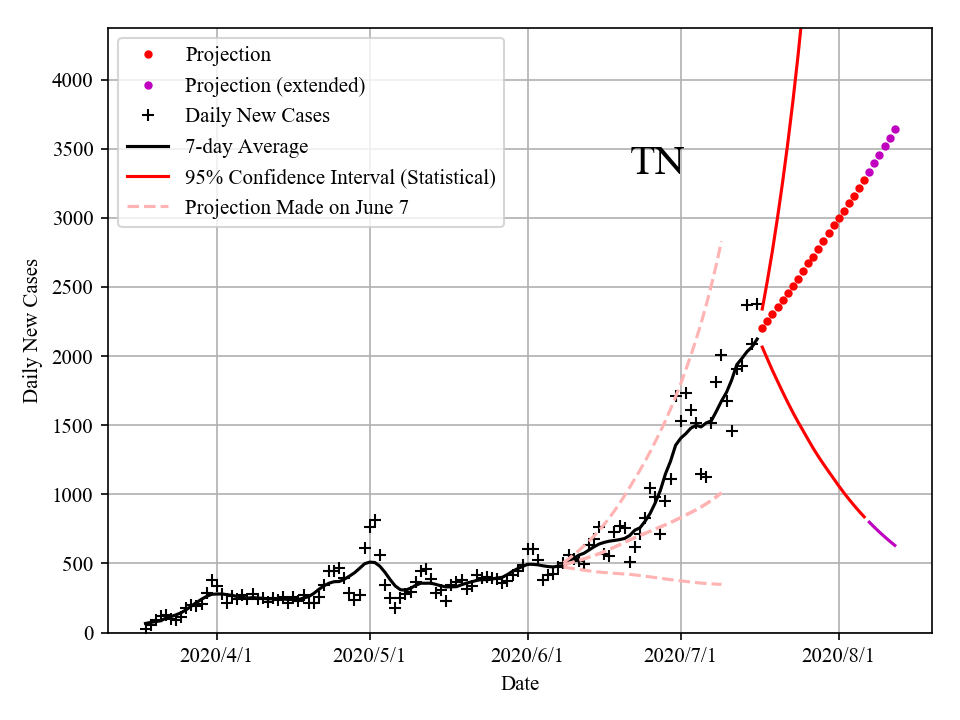 Projection
Projection (extended)
Daily New Cases
7-day Average
95% Confidence Interval (Statistical)
Projection Made on June 7
TN
4000
3500
3000
2500
2000
1500
1000
500
0
Daily New Cases
2020/4/1 2020/5/1 2020/6/1 2020/7/1 2020/8/1
Date